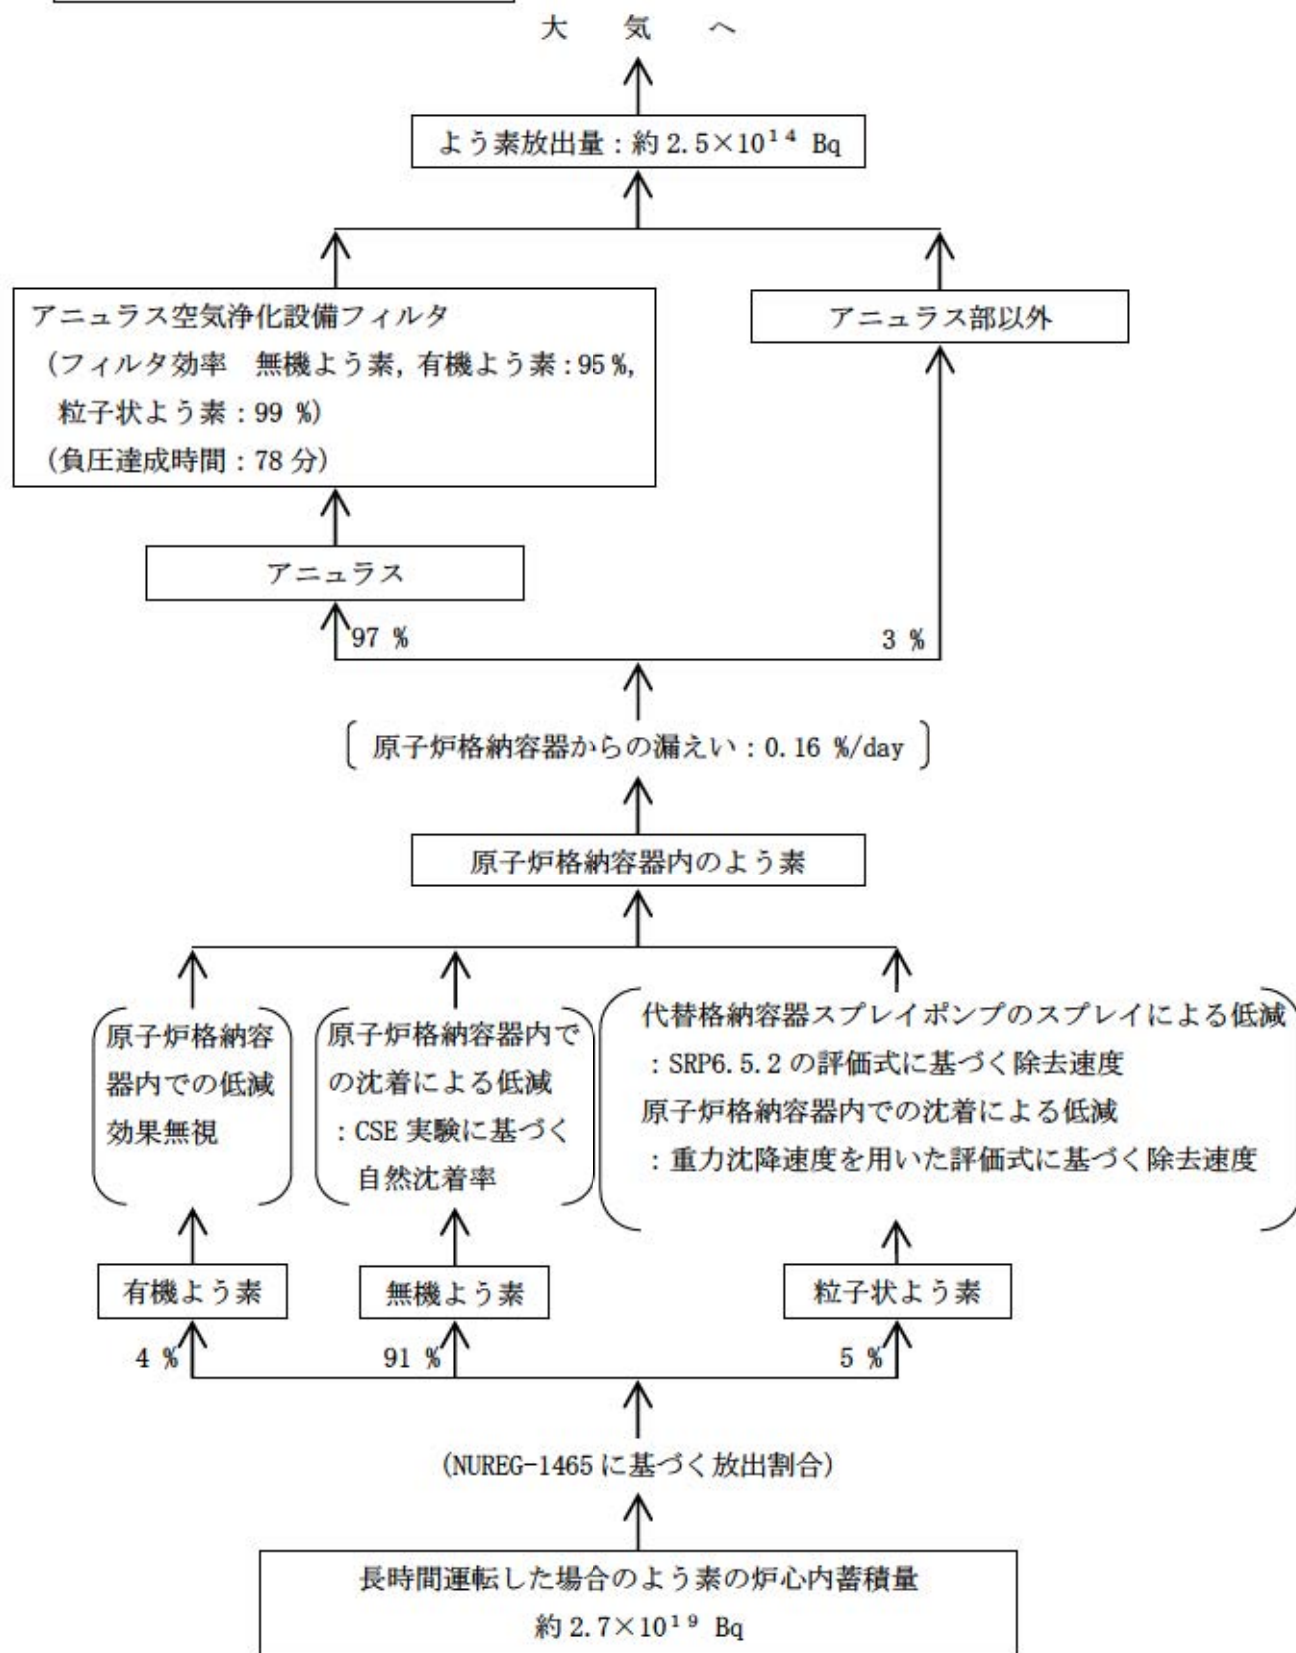 大 気 へ
よう素放出量：約 2.5×10¹⁴ Bq
アニュラス空気浄化設備フィルタ
(フィルタ効率 無機よう素, 有機よう素：95 %,
粒子状よう素：99 %)
(負圧達成時間：78 分)
アニュラス部以外
アニュラス
97 %
3 %
原子炉格納容器からの漏えい：0.16 %/day
原子炉格納容器内のよう素
原子炉格納容
器内での低減
効果無視
原子炉格納容器内で
の沈着による低減
：CSE 実験に基づく
自然沈着率
代替格納容器スプレイポンプのスプレイによる低減
：SRP6.5.2 の評価式に基づく除去速度
原子炉格納容器内での沈着による低減
：重力沈降速度を用いた評価式に基づく除去速度
有機よう素
無機よう素
粒子状よう素
4 %
91 %
5 %
(NUREG-1465 に基づく放出割合)
長時間運転した場合のよう素の炉心内蓄積量
約 2.7×10¹⁹ Bq